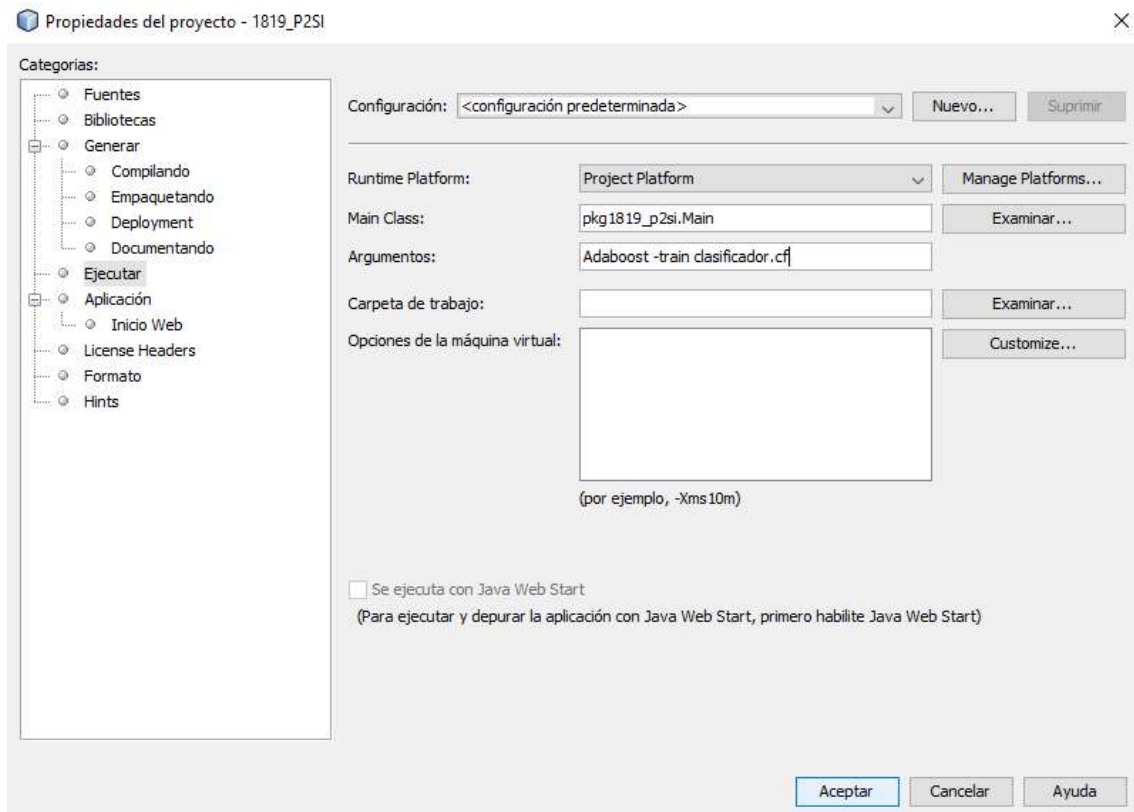 Propiedades del proyecto - 1819_P2SI
Categorias:
Fuentes
Bibliotecas
Generar
Compilando
Empaquetando
Deployment
Documentando
Ejecutar
Aplicación
Inicio Web
License Headers
Formato
Hints
Configuración: <configuración predeterminada> Nuevo... Suprimir
Runtime Platform: Project Platform Manage Platforms...
Main Class: pkg1819_p2si.Main Examinar...
Argumentos: Adaboost -train clasificador.cf
Carpeta de trabajo: Examinar...
Opciones de la máquina virtual: Customize...
(por ejemplo, -Xms10m)
Se ejecuta con Java Web Start
(Para ejecutar y depurar la aplicación con Java Web Start, primero habilite Java Web Start)
Aceptar Cancelar Ayuda